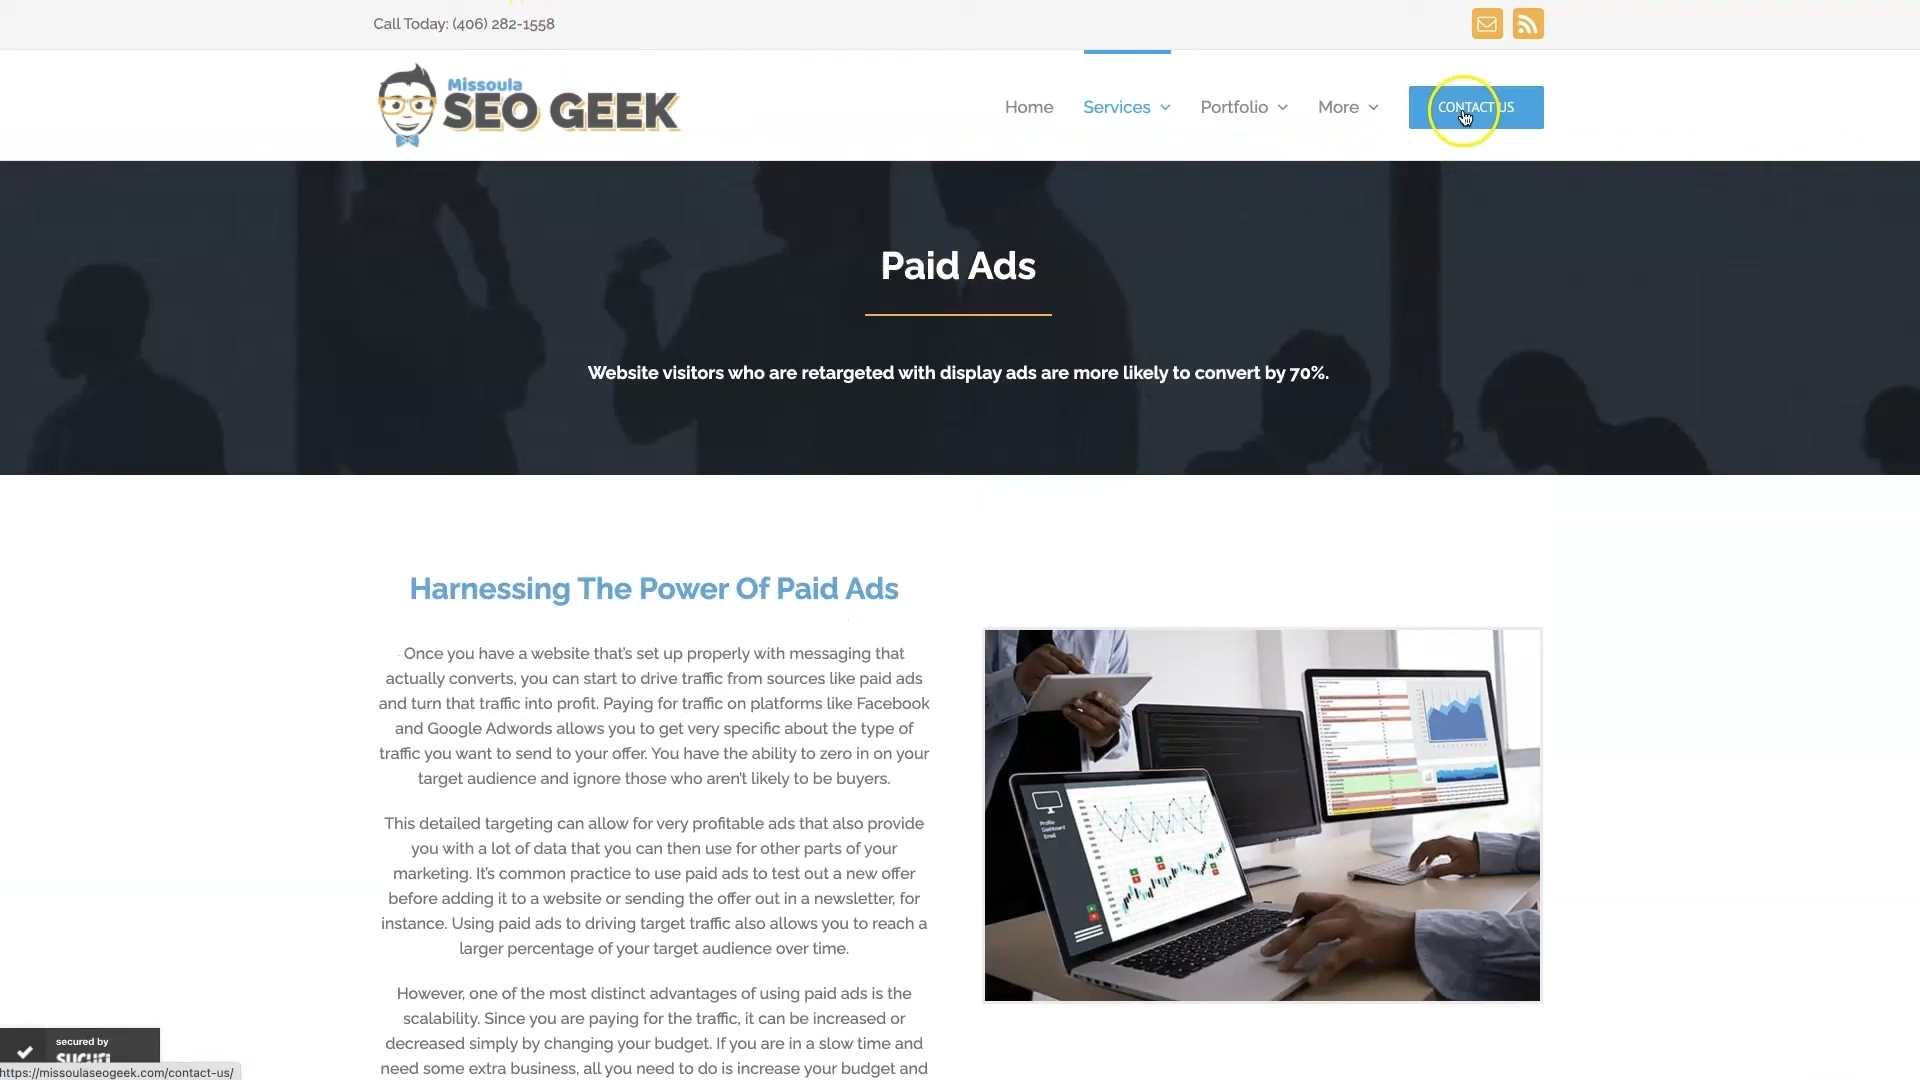 Call Today: (406) 282-1558
Missoula
SEO GEEK
Home
Services
Portfolio
More
CONTACT US
Paid Ads
Website visitors who are retargeted with display ads are more likely to convert by 70%.
Harnessing The Power Of Paid Ads
Once you have a website that's set up properly with messaging that
actually converts, you can start to drive traffic from sources like paid ads
and turn that traffic into profit. Paying for traffic on platforms like Facebook
and Google Adwords allows you to get very specific about the type of
traffic you want to send to your offer. You have the ability to zero in on your
target audience and ignore those who aren't likely to be buyers.
This detailed targeting can allow for very profitable ads that also provide
you with a lot of data that you can then use for other parts of your
marketing. It's common practice to use paid ads to test out a new offer
before adding it to a website or sending the offer out in a newsletter, for
instance. Using paid ads to driving target traffic also allows you to reach a
larger percentage of your target audience over time.
However, one of the most distinct advantages of using paid ads is the
scalability. Since you are paying for the traffic, it can be increased or
decreased simply by changing your budget. If you are in a slow time and
need some extra business, all you need to do is increase your budget and
Profile
Dashboard
Email
secured by
SUCURI
https://missoulaseogeek.com/contact-us/